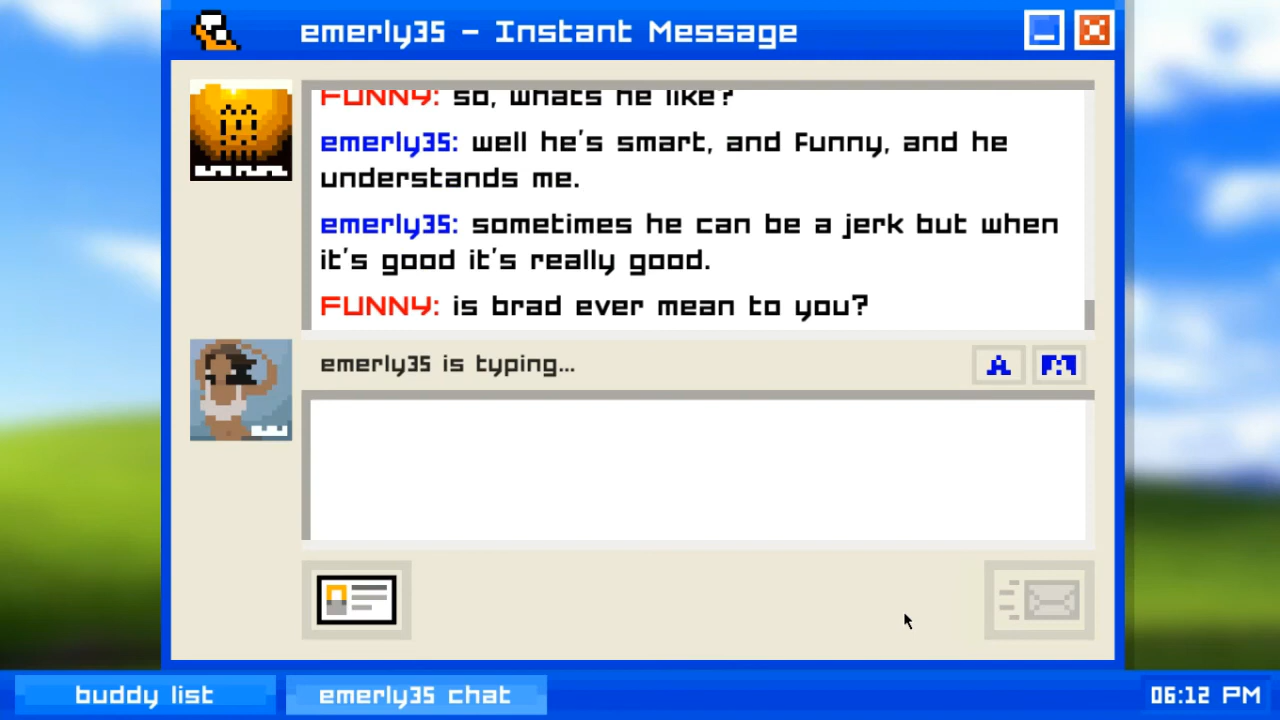 emerly35 - Instant Message
FUNNY: so, whats he like?
emerly35: well he's smart, and Funny, and he
understands me.
emerly35: sometimes he can be a jerk but when
it's good it's really good.
FUNNY: is brad ever mean to you?
emerly35 is typing...
A
buddy list
emerly35 chat
06:12 PM